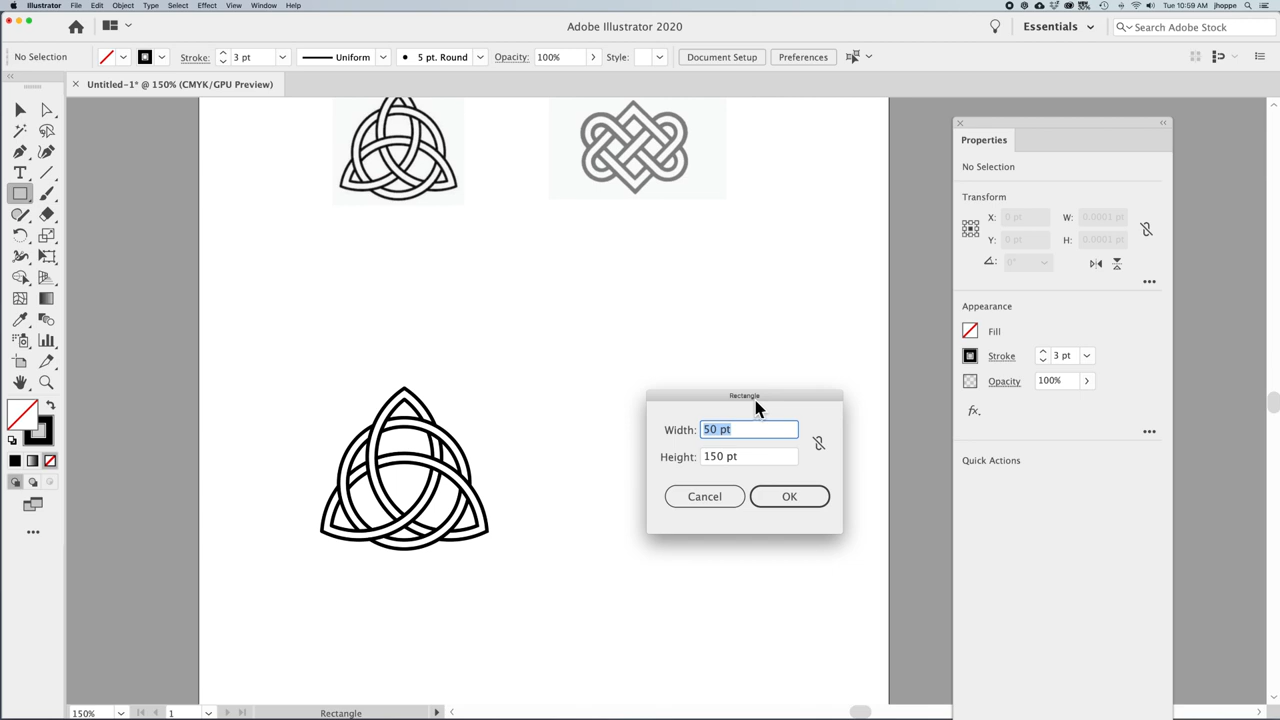 Illustrator File Edit Object Type Select Effect View Window Help Tue 10:59 AM jhoppe
Adobe Illustrator 2020 Essentials Search Adobe Stock
No Selection Stroke: 3 pt Uniform 5 pt. Round Opacity: 100% Style: Document Setup Preferences
Untitled-1* @ 150% (CMYK/GPU Preview)
Properties
No Selection
Transform
X: 0 pt W: 0.0001 pt
Y: 0 pt H: 0.0001 pt
0°
Appearance
Fill
Stroke 3 pt
Opacity 100%
fx.
Quick Actions
Rectangle
Width: 50 pt
Height: 150 pt
Cancel OK
150% 1 Rectangle